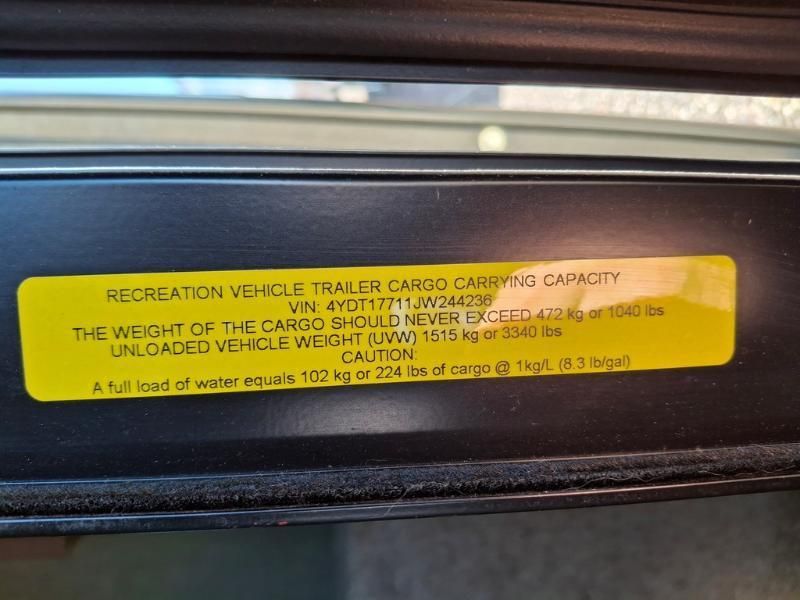 RECREATION VEHICLE TRAILER CARGO CARRYING CAPACITY
VIN: 4YDT17711JW244236
THE WEIGHT OF THE CARGO SHOULD NEVER EXCEED 472 kg or 1040 lbs
UNLOADED VEHICLE WEIGHT (UVW) 1515 kg or 3340 lbs
CAUTION:
A full load of water equals 102 kg or 224 lbs of cargo @ 1kg/L (8.3 lb/gal)